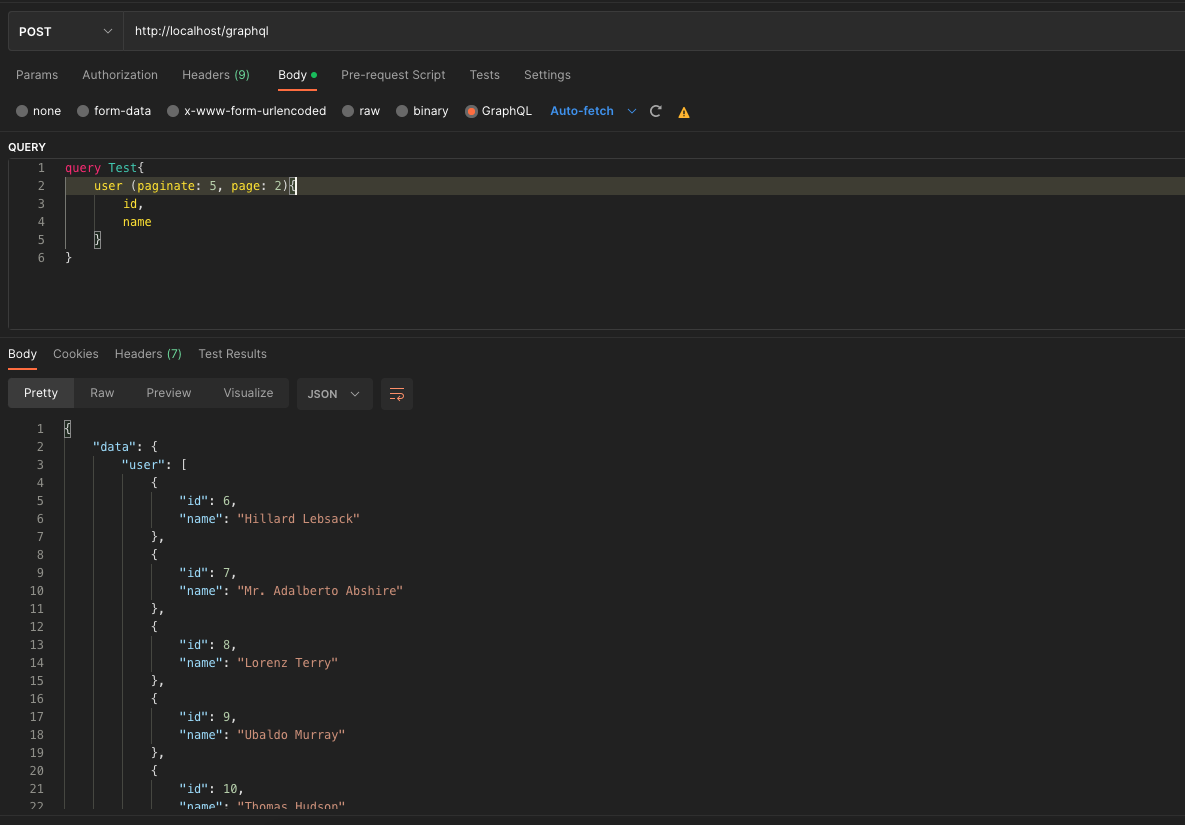 POST http://localhost/graphql
Params Authorization Headers (9) Body Pre-request Script Tests Settings
none form-data x-www-form-urlencoded raw binary GraphQL Auto-fetch
QUERY
1 query Test{
2 user (paginate: 5, page: 2){
3 id,
4 name
5 }
6 }
Body Cookies Headers (7) Test Results
Pretty Raw Preview Visualize JSON
1 {
2 "data": {
3 "user": [
4 {
5 "id": 6,
6 "name": "Hillard Lebsack"
7 },
8 {
9 "id": 7,
10 "name": "Mr. Adalberto Abshire"
11 },
12 {
13 "id": 8,
14 "name": "Lorenz Terry"
15 },
16 {
17 "id": 9,
18 "name": "Ubaldo Murray"
19 },
20 {
21 "id": 10,
22 "name": "Thomas Hudson"